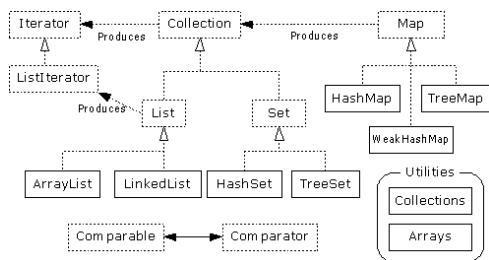 Iterator
Collection
Map
Produces
Produces
ListIterator
Produces
HashMap
TreeMap
List
Set
WeakHashMap
Utilities
ArrayList
LinkedList
HashSet
TreeSet
Collections
Comparable
Comparator
Arrays